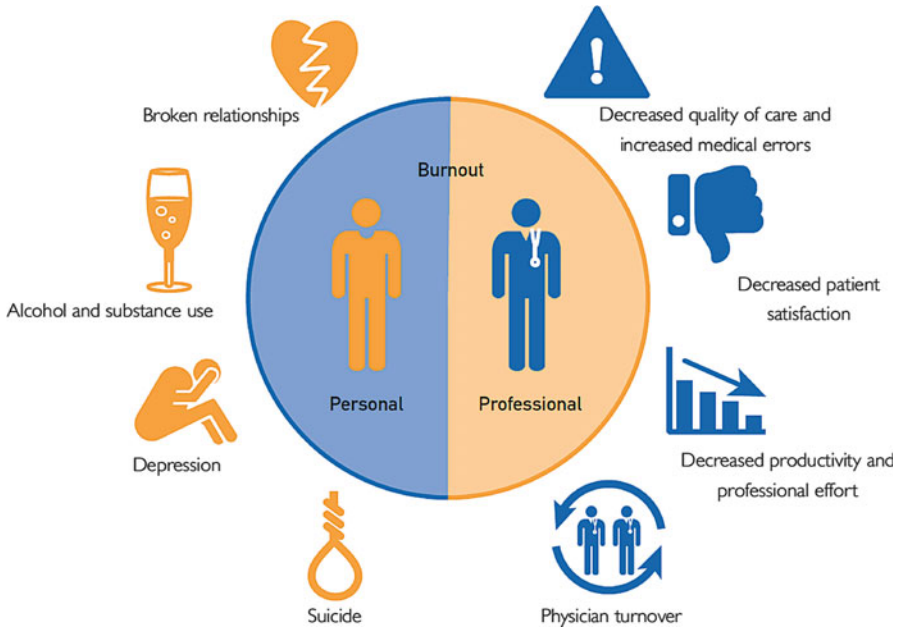 Broken relationships
Decreased quality of care and
increased medical errors
Burnout
Alcohol and substance use
Decreased patient
satisfaction
Personal
Professional
Depression
Decreased productivity and
professional effort
Suicide
Physician turnover